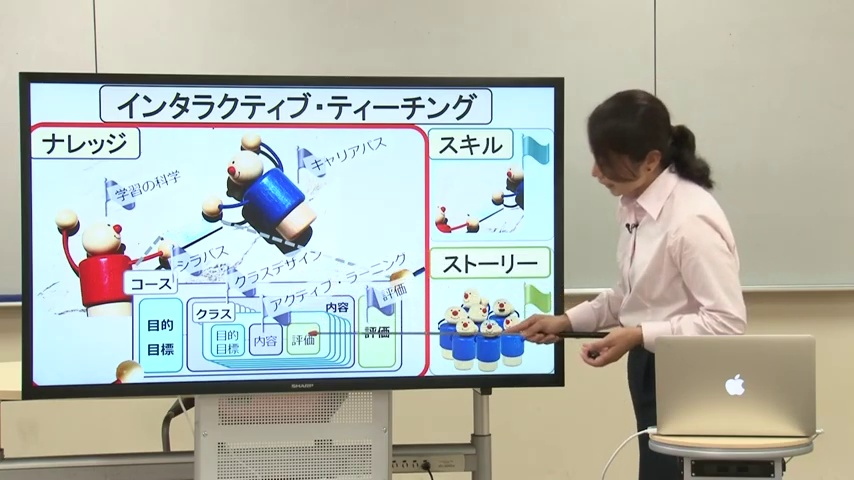 インタラクティブ・ティーチング
ナレッジ
スキル
キャリアパス
学習の科学
シラバス
クラスデザイン
アクティブ・ラーニング
評価
ストーリー
コース
目的
目標
クラス
内容
目的
目標
内容
評価
評価
SHARP